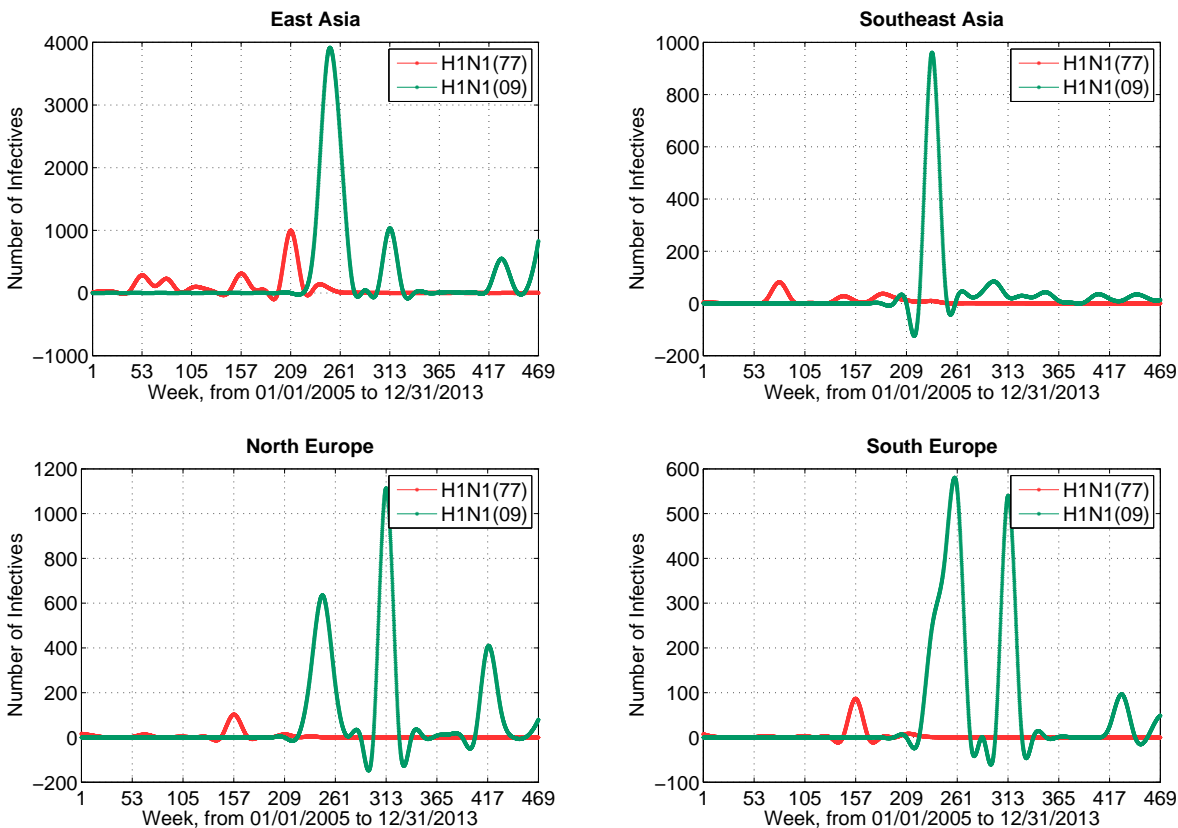 East Asia
Number of Infectives
4000
3000
2000
1000
0
−1000
H1N1(77)
H1N1(09)
1 53 105 157 209 261 313 365 417 469
Week, from 01/01/2005 to 12/31/2013
Southeast Asia
Number of Infectives
1000
800
600
400
200
0
−200
H1N1(77)
H1N1(09)
1 53 105 157 209 261 313 365 417 469
Week, from 01/01/2005 to 12/31/2013
North Europe
Number of Infectives
1200
1000
800
600
400
200
0
−200
H1N1(77)
H1N1(09)
1 53 105 157 209 261 313 365 417 469
Week, from 01/01/2005 to 12/31/2013
South Europe
Number of Infectives
600
500
400
300
200
100
0
−100
H1N1(77)
H1N1(09)
1 53 105 157 209 261 313 365 417 469
Week, from 01/01/2005 to 12/31/2013